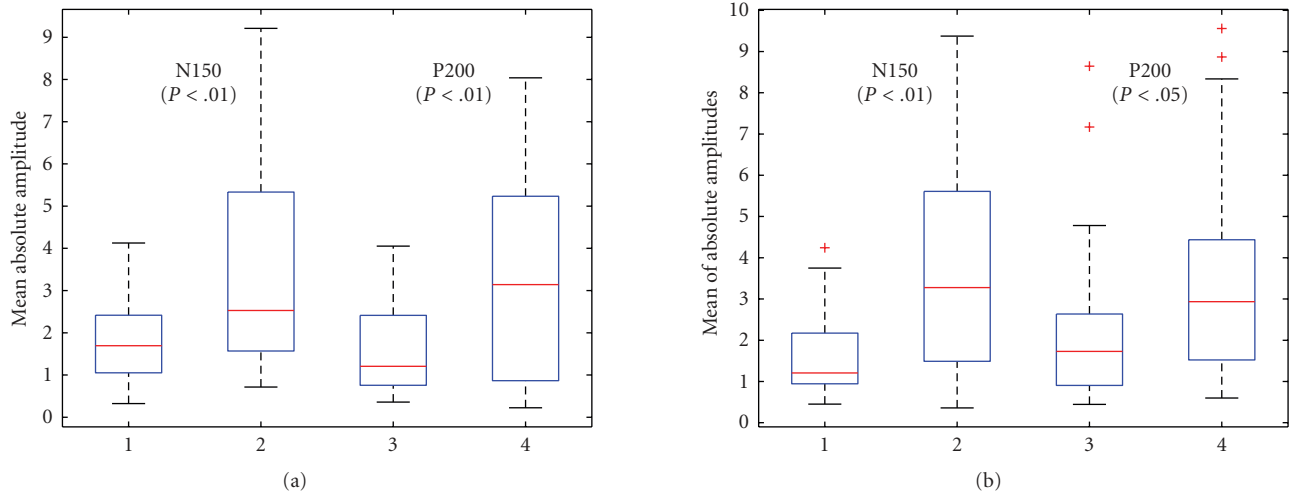 Mean absolute amplitude
9
8
7
6
5
4
3
2
1
0
N150
(P < .01)
P200
(P < .01)
1 2 3 4
(a)
Mean of absolute amplitudes
10
9
8
7
6
5
4
3
2
1
0
N150
(P < .01)
P200
(P < .05)
1 2 3 4
(b)